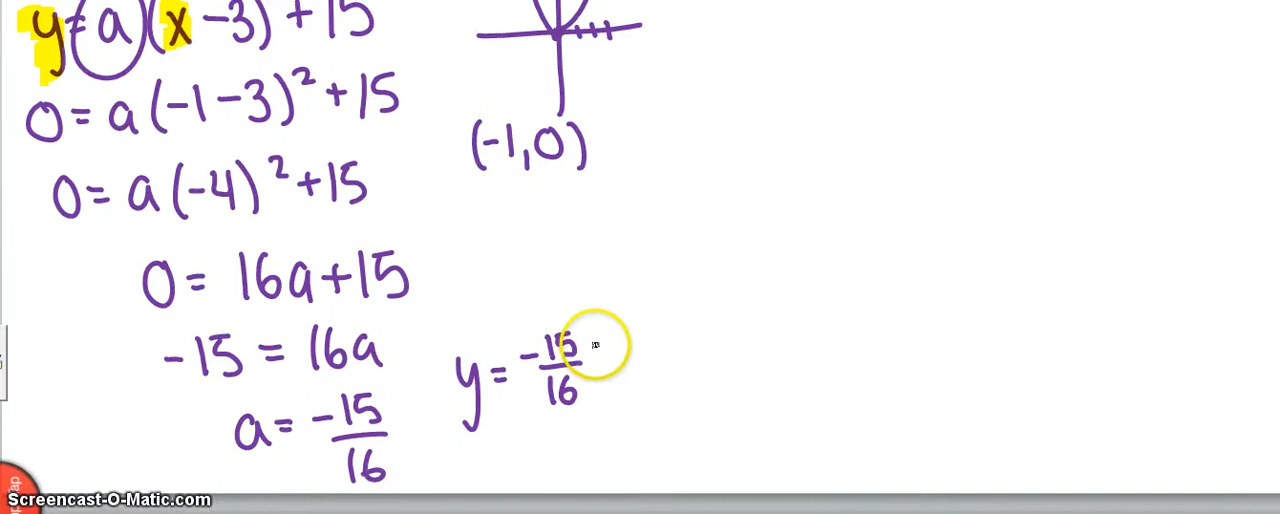 y = a(x - 3) + 15
0 = a(-1 - 3)² + 15
(-1, 0)
0 = a(-4)² + 15
0 = 16a + 15
-15 = 16a
a = -15/16
y = -15/16
Screencast-O-Matic.com